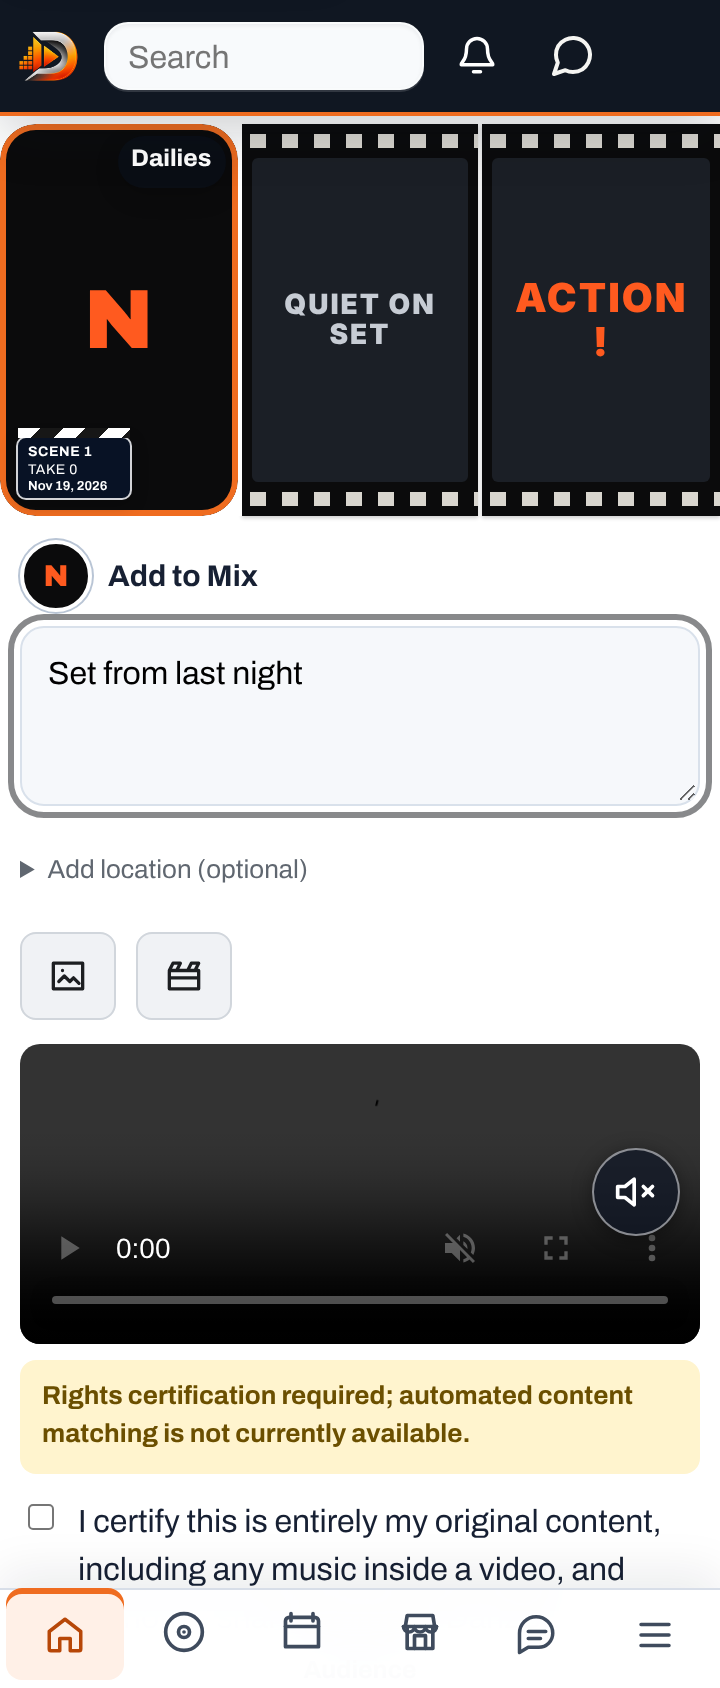 Search
Dailies
N
SCENE 1
TAKE 0
Nov 19, 2026
QUIET ON
SET
ACTION
!
N
Add to Mix
Set from last night
Add location (optional)
0:00
Rights certification required; automated content
matching is not currently available.
I certify this is entirely my original content,
including any music inside a video, and
Audience